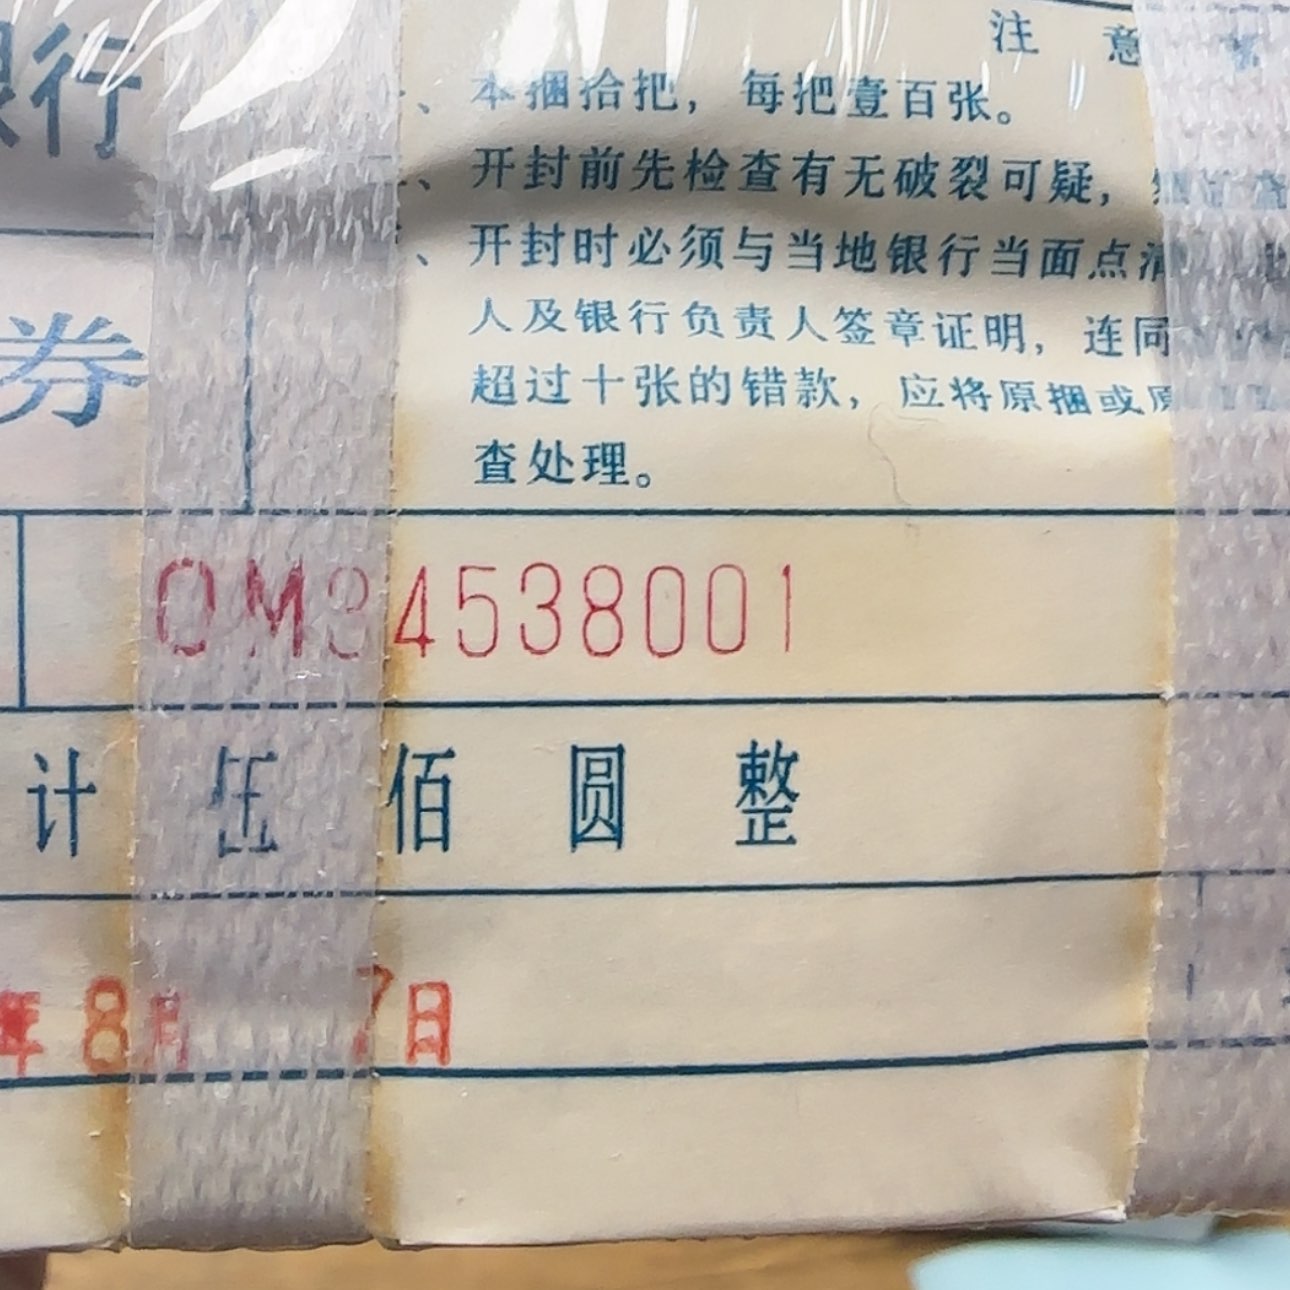 银行
注 意
、本捆拾把，每把壹百张。
、开封前先检查有无破裂可疑，
、开封时必须与当地银行当面点清
人及银行负责人签章证明，连同
超过十张的错款，应将原捆或原
查处理。
券
OM34538001
计 伍 佰 圆 整
年8月 7日